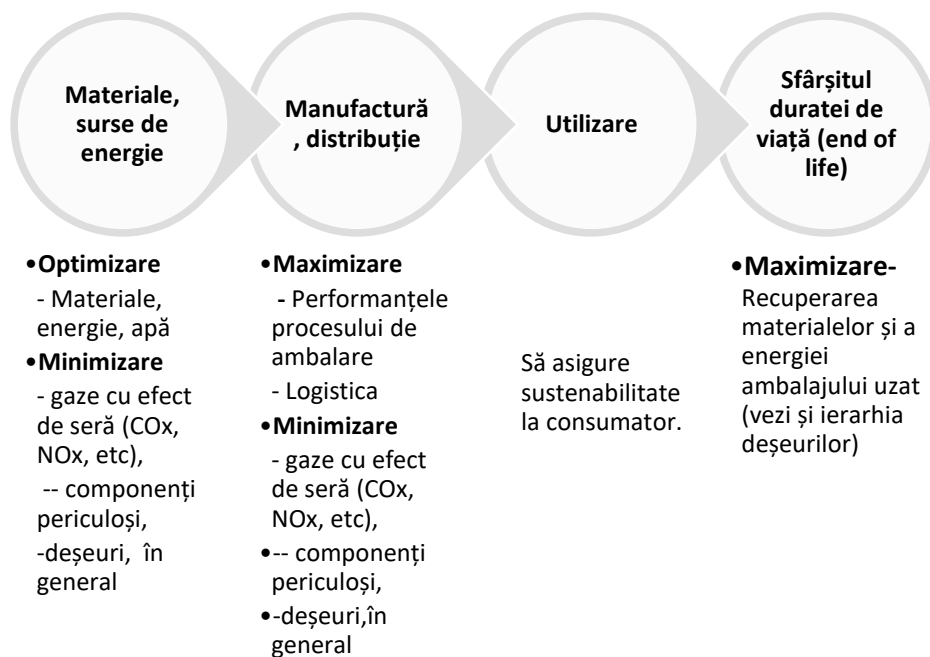 Materiale,
surse de
energie
Manufactură
, distribuție
Utilizare
Sfârșitul
duratei de
viață (end of
life)
•Optimizare
- Materiale,
energie, apă
•Minimizare
- gaze cu efect
de seră (COx,
NOx, etc),
-- componenți
periculoși,
-deșeuri, în
general
•Maximizare
- Performanțele
procesului de
ambalare
- Logistica
•Minimizare
- gaze cu efect
de seră (COx,
NOx, etc),
•-- componenți
periculoși,
•-deșeuri,în
general
Să asigure
sustenabilitate
la consumator.
•Maximizare-
Recuperarea
materialelor și a
energiei
ambalajului uzat
(vezi și ierarhia
deșeurilor)